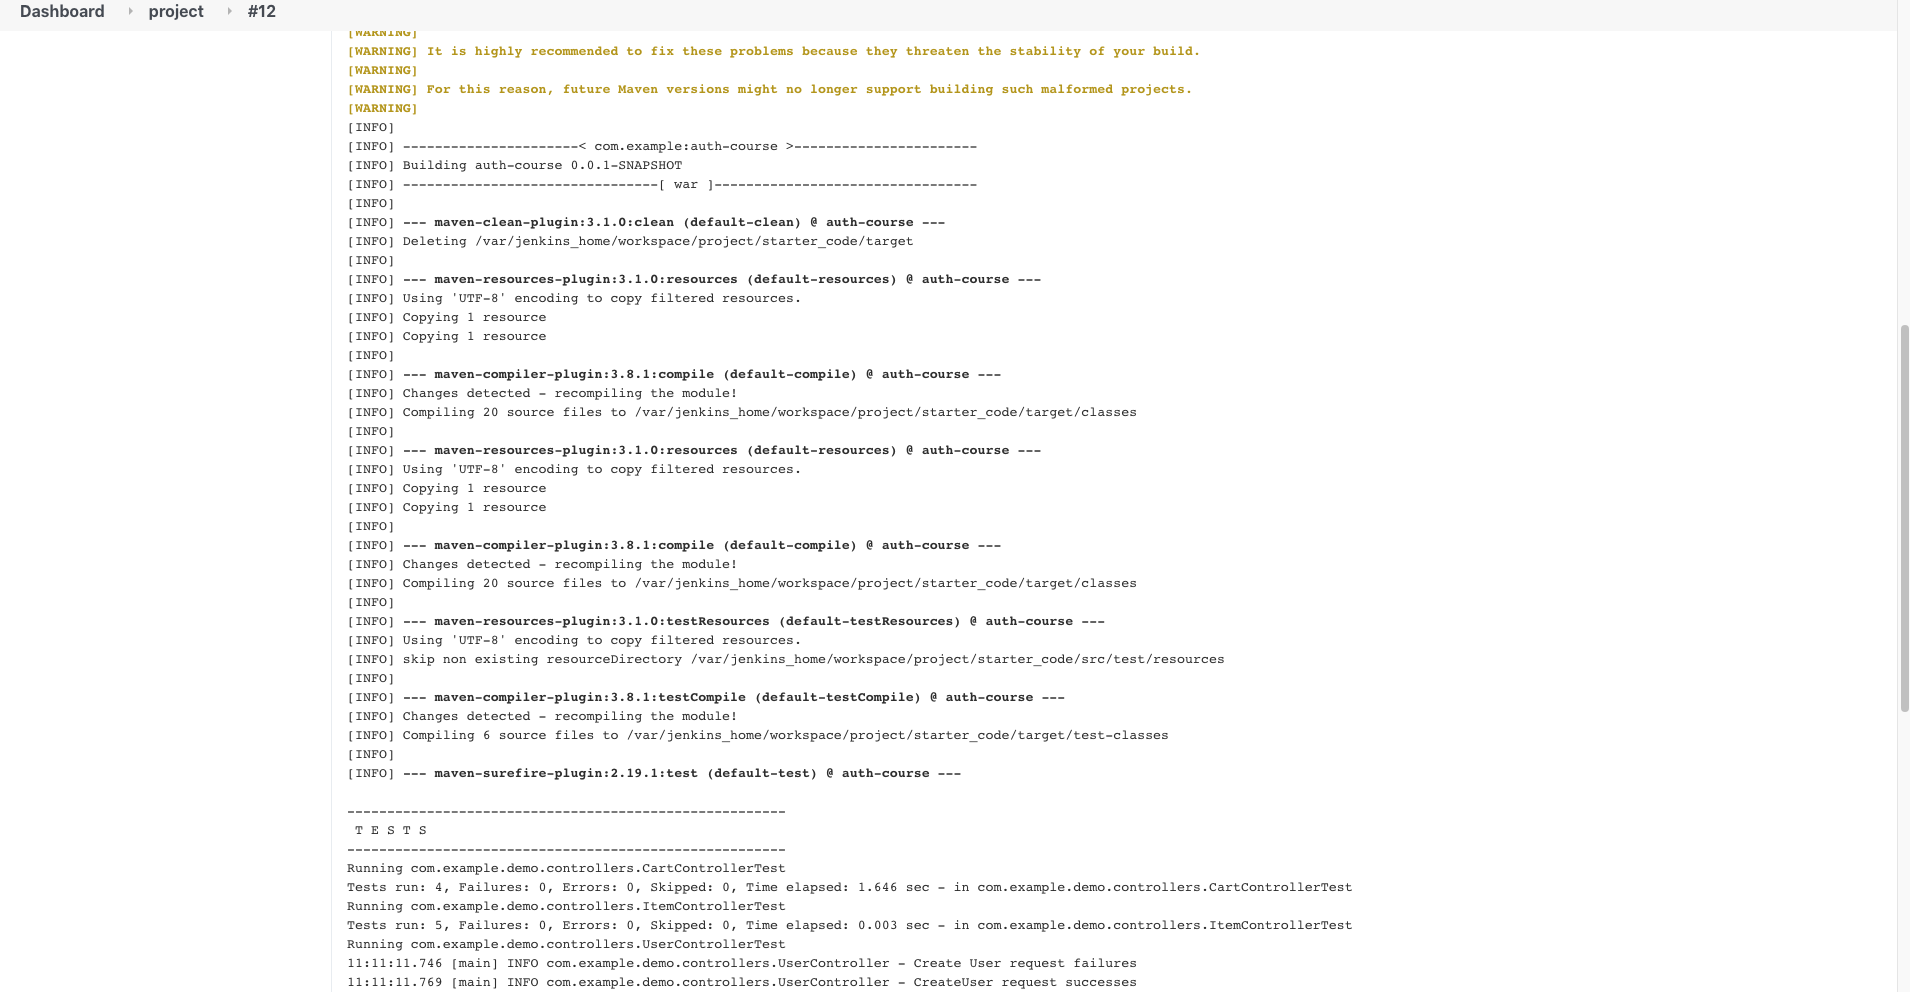 Dashboard project #12
[WARNING]
[WARNING] It is highly recommended to fix these problems because they threaten the stability of your build.
[WARNING]
[WARNING] For this reason, future Maven versions might no longer support building such malformed projects.
[WARNING]
[INFO]
[INFO] ----------------------< com.example:auth-course >-----------------------
[INFO] Building auth-course 0.0.1-SNAPSHOT
[INFO] --------------------------------[ war ]---------------------------------
[INFO]
[INFO] --- maven-clean-plugin:3.1.0:clean (default-clean) @ auth-course ---
[INFO] Deleting /var/jenkins_home/workspace/project/starter_code/target
[INFO]
[INFO] --- maven-resources-plugin:3.1.0:resources (default-resources) @ auth-course ---
[INFO] Using 'UTF-8' encoding to copy filtered resources.
[INFO] Copying 1 resource
[INFO] Copying 1 resource
[INFO]
[INFO] --- maven-compiler-plugin:3.8.1:compile (default-compile) @ auth-course ---
[INFO] Changes detected - recompiling the module!
[INFO] Compiling 20 source files to /var/jenkins_home/workspace/project/starter_code/target/classes
[INFO]
[INFO] --- maven-resources-plugin:3.1.0:resources (default-resources) @ auth-course ---
[INFO] Using 'UTF-8' encoding to copy filtered resources.
[INFO] Copying 1 resource
[INFO] Copying 1 resource
[INFO]
[INFO] --- maven-compiler-plugin:3.8.1:compile (default-compile) @ auth-course ---
[INFO] Changes detected - recompiling the module!
[INFO] Compiling 20 source files to /var/jenkins_home/workspace/project/starter_code/target/classes
[INFO]
[INFO] --- maven-resources-plugin:3.1.0:testResources (default-testResources) @ auth-course ---
[INFO] Using 'UTF-8' encoding to copy filtered resources.
[INFO] skip non existing resourceDirectory /var/jenkins_home/workspace/project/starter_code/src/test/resources
[INFO]
[INFO] --- maven-compiler-plugin:3.8.1:testCompile (default-testCompile) @ auth-course ---
[INFO] Changes detected - recompiling the module!
[INFO] Compiling 6 source files to /var/jenkins_home/workspace/project/starter_code/target/test-classes
[INFO]
[INFO] --- maven-surefire-plugin:2.19.1:test (default-test) @ auth-course ---
-------------------------------------------------------
T E S T S
-------------------------------------------------------
Running com.example.demo.controllers.CartControllerTest
Tests run: 4, Failures: 0, Errors: 0, Skipped: 0, Time elapsed: 1.646 sec - in com.example.demo.controllers.CartControllerTest
Running com.example.demo.controllers.ItemControllerTest
Tests run: 5, Failures: 0, Errors: 0, Skipped: 0, Time elapsed: 0.003 sec - in com.example.demo.controllers.ItemControllerTest
Running com.example.demo.controllers.UserControllerTest
11:11:11.746 [main] INFO com.example.demo.controllers.UserController - Create User request failures
11:11:11.769 [main] INFO com.example.demo.controllers.UserController - CreateUser request successes